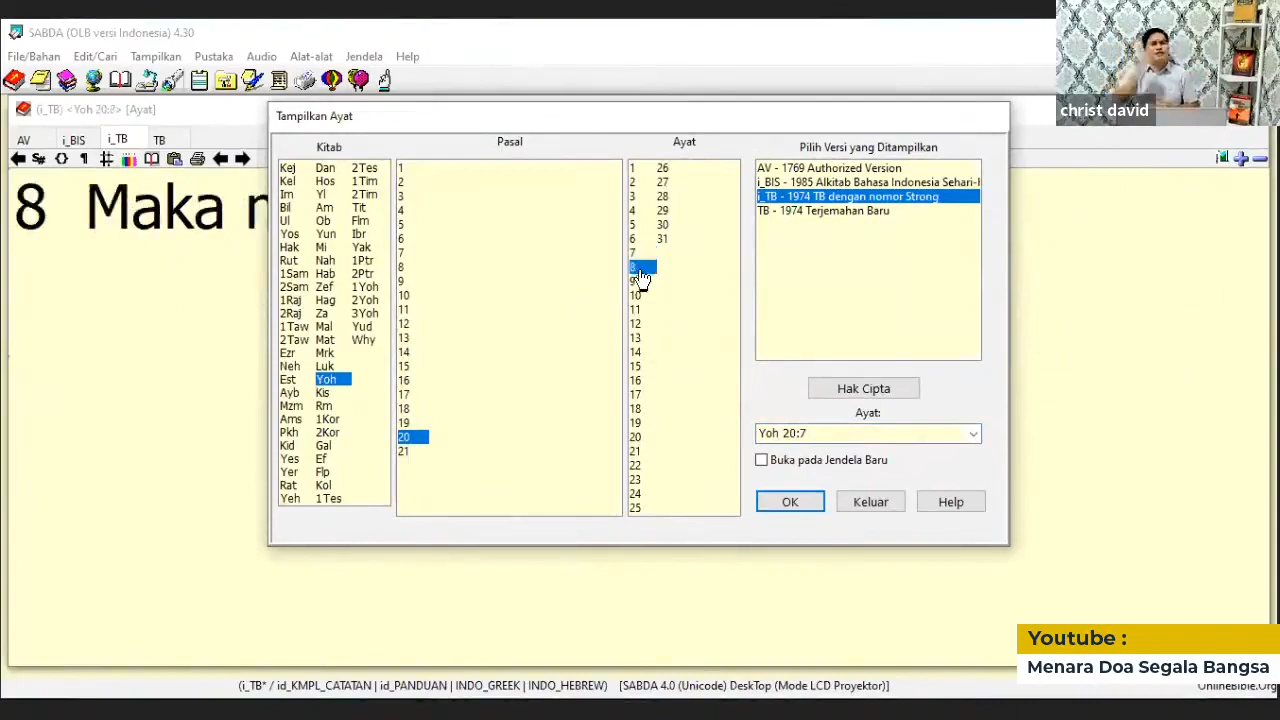 SABDA (OLB versi Indonesia) 4.30
File/Bahan Edit/Cari Tampilkan Pustaka Audio Alat-alat Jendela Help
christ david
(i_TB) <Yoh 20:8> [Ayat]
AV i_BIS i_TB TB
8 Maka
Tampilkan Ayat
Kitab Pasal Ayat Pilih Versi yang Ditampilkan
Kej Dan 2Tes
Kel Hos 1Tim
Im Yl 2Tim
Bil Am Tit
Ul Ob Flm
Yos Yun Ibr
Hak Mi Yak
Rut Nah 1Ptr
1Sam Hab 2Ptr
2Sam Zef 1Yoh
1Raj Hag 2Yoh
2Raj Za 3Yoh
1Taw Mal Yud
2Taw Mat Why
Ezr Mrk
Neh Luk
Est Yoh
Ayb Kis
Mzm Rm
Ams 1Kor
Pkh 2Kor
Kid Gal
Yes Ef
Yer Flp
Rat Kol
Yeh 1Tes
1
2
3
4
5
6
7
8
9
10
11
12
13
14
15
16
17
18
19
20
21
1 26
2 27
3 28
4 29
5 30
6 31
7
8
9
10
11
12
13
14
15
16
17
18
19
20
21
22
23
24
25
AV - 1769 Authorized Version
i_BIS - 1985 Alkitab Bahasa Indonesia Sehari-
i_TB - 1974 TB dengan nomor Strong
TB - 1974 Terjemahan Baru
Hak Cipta
Ayat:
Yoh 20:7
Buka pada Jendela Baru
OK Keluar Help
Youtube :
Menara Doa Segala Bangsa
(i_TB* / id_KMPL_CATATAN | id_PANDUAN | INDO_GREEK | INDO_HEBREW) [SABDA 4.0 (Unicode) DeskTop (Mode LCD Proyektor)]
OnlineBible.Org